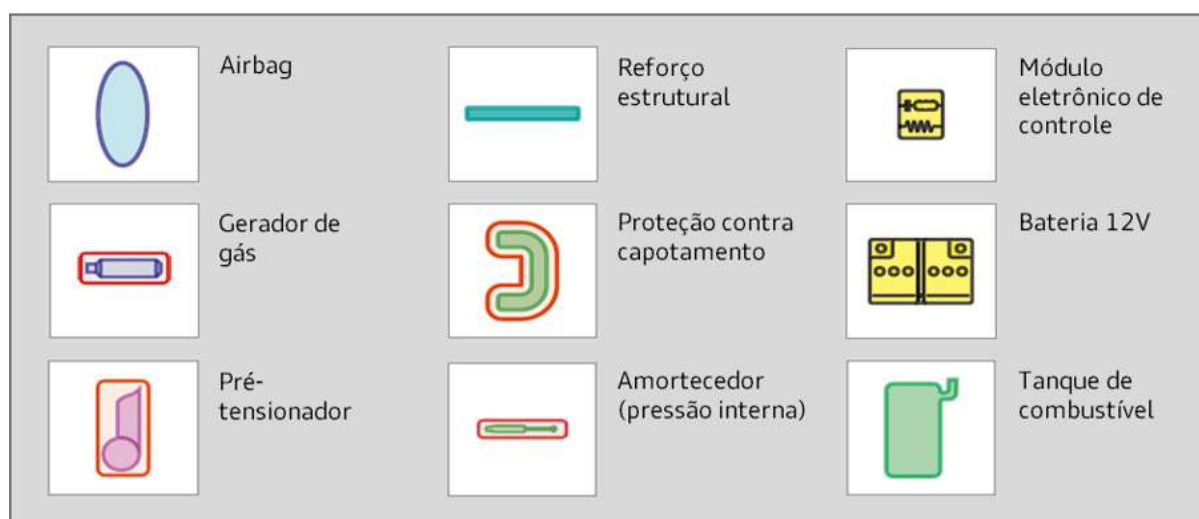 Airbag
Reforço
estrutural
Módulo
eletrônico de
controle
Gerador de
gás
Proteção contra
capotamento
Bateria 12V
Pré-
tensionador
Amortecedor
(pressão interna)
Tanque de
combustível